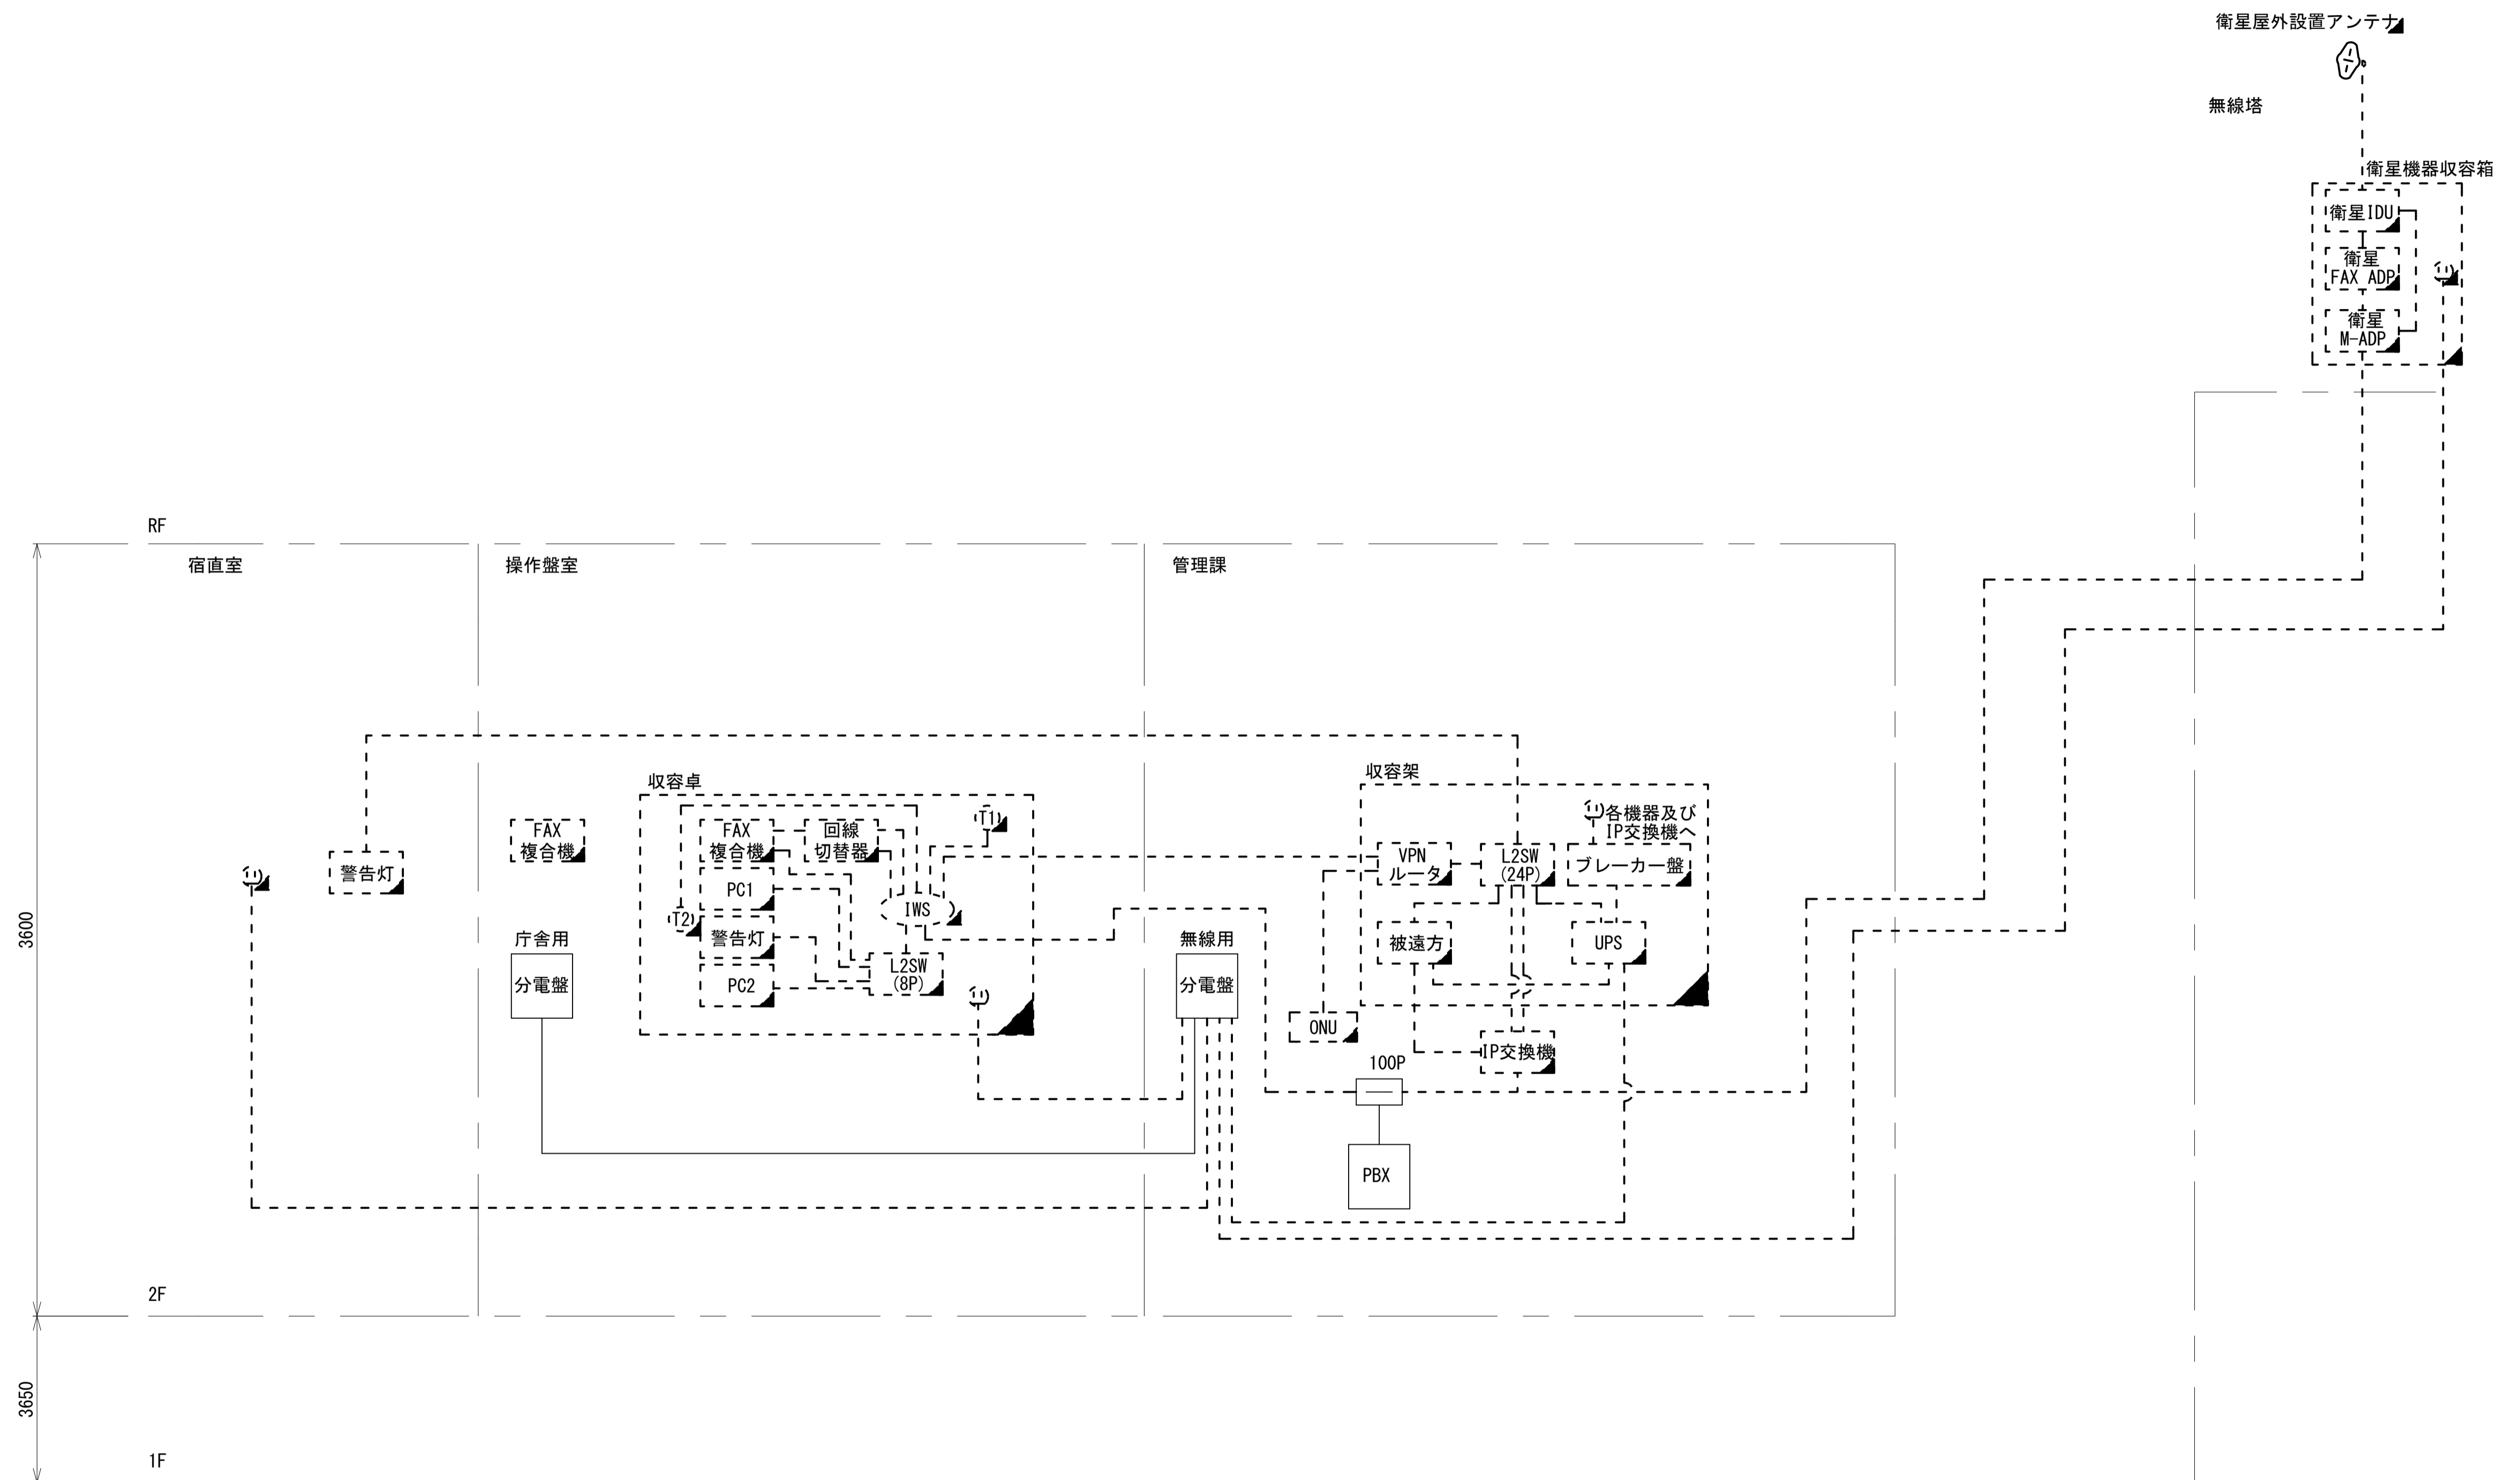 衛星屋外設置アンテナ
無線塔
衛星機器収容箱
衛星IDU
衛星
FAX ADP
衛星
M-ADP
RF
宿直室
操作盤室
管理課
3600
収容卓
収容架
FAX
複合機
FAX
複合機
回線
切替器
T1
各機器及び
IP交換機へ
VPN
ルータ
L2SW
(24P)
ブレーカー盤
警告灯
PC1
IWS
T2
警告灯
庁舎用
分電盤
PC2
L2SW
(8P)
無線用
分電盤
被遠方
UPS
ONU
IP交換機
100P
PBX
2F
3650
1F